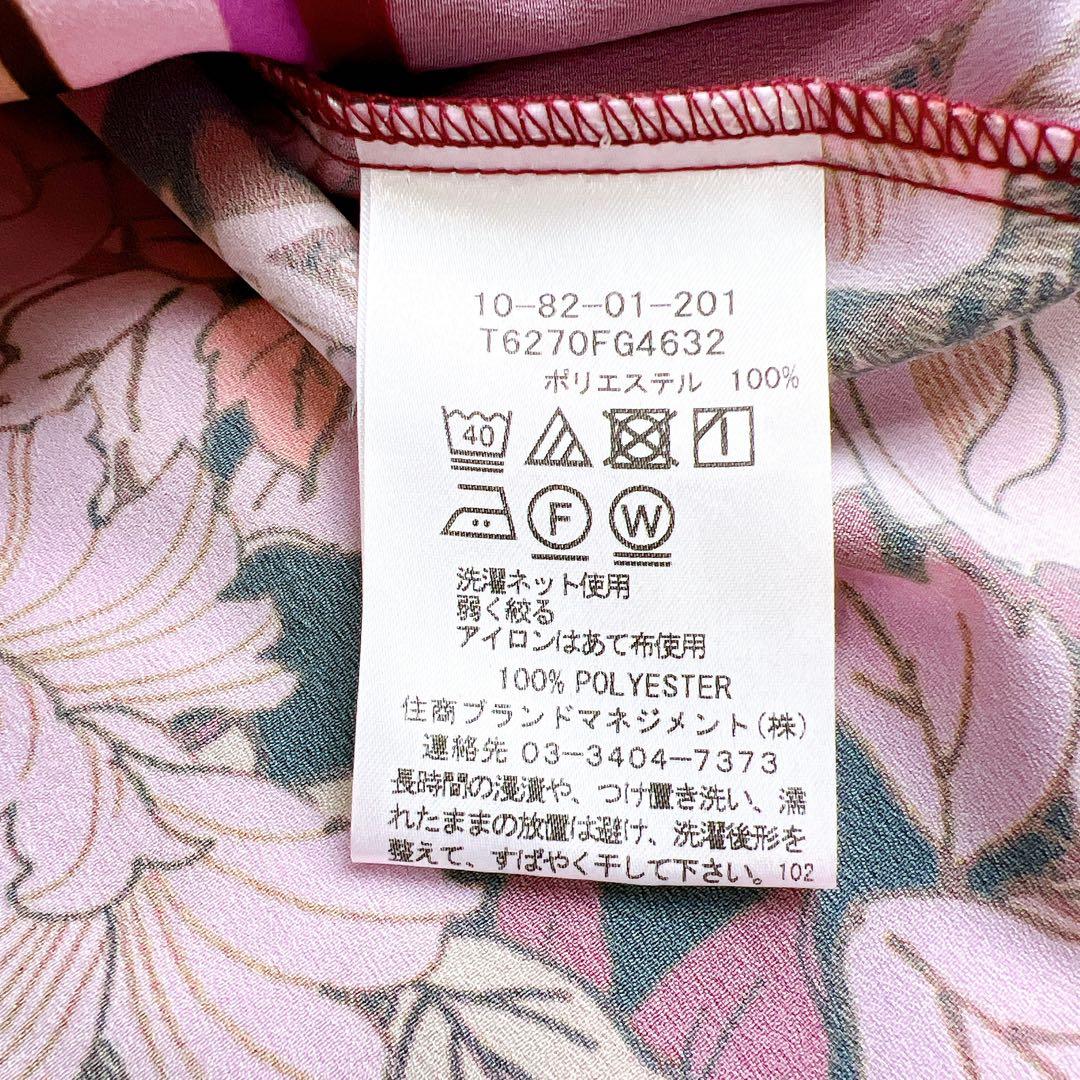 10-82-01-201
T6270FG4632
ポリエステル 100%
40
F W
洗濯ネット使用
弱く絞る
アイロンはあて布使用
100% POLYESTER
住商ブランドマネジメント(株)
連絡先 03-3404-7373
長時間の浸漬や、つけ置き洗い、濡
れたままの放置は避け、洗濯後形を
整えて、すばやく干して下さい。102